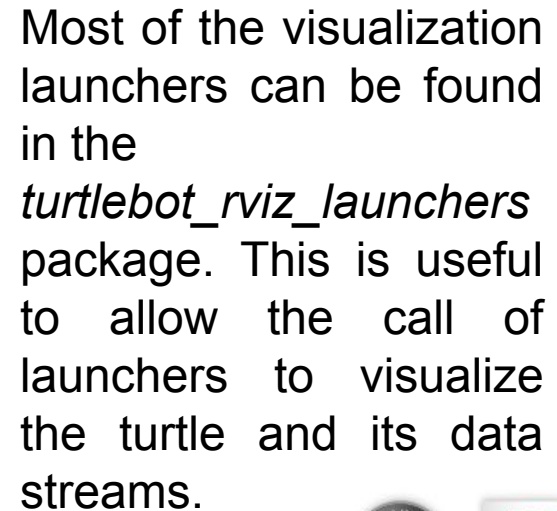 Most of the visualization
launchers can be found
in the
turtlebot_rviz_launchers
package. This is useful
to allow the call of
launchers to visualize
the turtle and its data
streams.